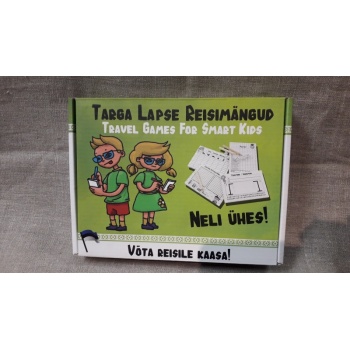 Targa Lapse Reisimängud
Travel Games For Smart Kids
Neli ühes!
Võta reisile kaasa!